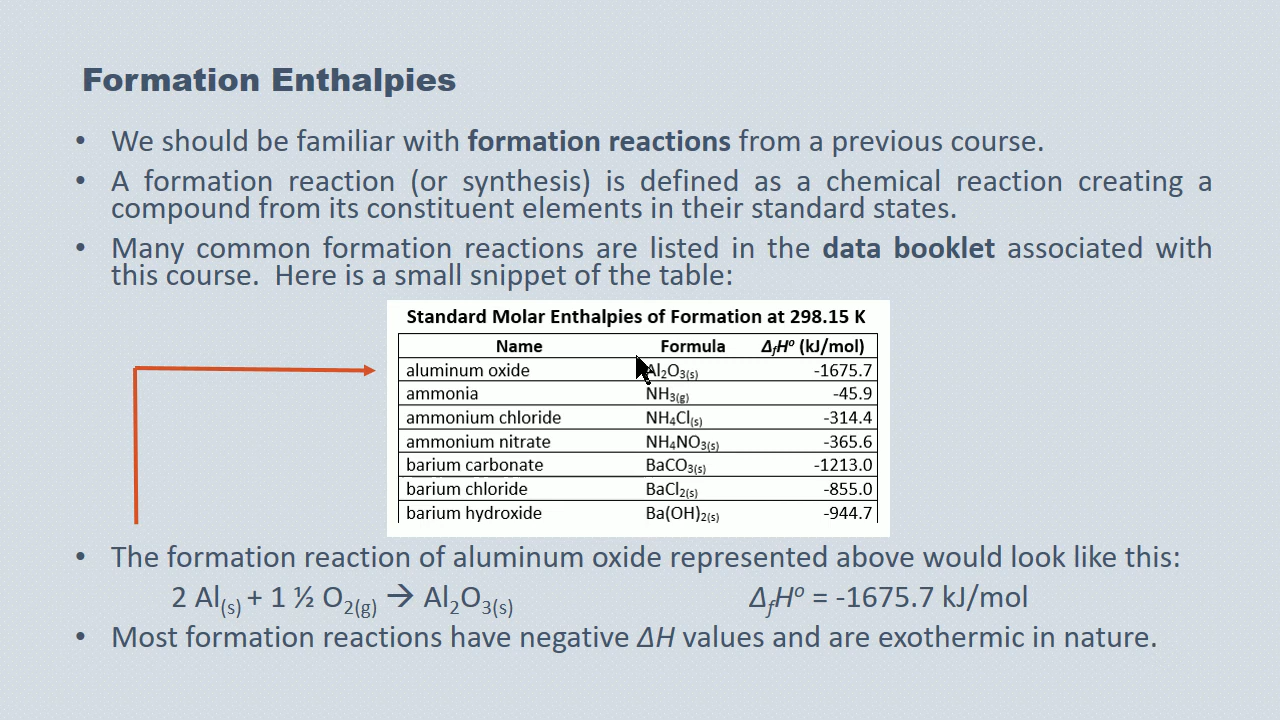 Formation Enthalpies
• We should be familiar with formation reactions from a previous course.
• A formation reaction (or synthesis) is defined as a chemical reaction creating a
compound from its constituent elements in their standard states.
• Many common formation reactions are listed in the data booklet associated with
this course. Here is a small snippet of the table:
Standard Molar Enthalpies of Formation at 298.15 K
Name Formula ΔfHº (kJ/mol)
aluminum oxide Al₂O₃(s) -1675.7
ammonia NH₃(g) -45.9
ammonium chloride NH₄Cl(s) -314.4
ammonium nitrate NH₄NO₃(s) -365.6
barium carbonate BaCO₃(s) -1213.0
barium chloride BaCl₂(s) -855.0
barium hydroxide Ba(OH)₂(s) -944.7
• The formation reaction of aluminum oxide represented above would look like this:
2 Al(s) + 1 ½ O₂(g) → Al₂O₃(s) ΔfHº = -1675.7 kJ/mol
• Most formation reactions have negative ΔH values and are exothermic in nature.